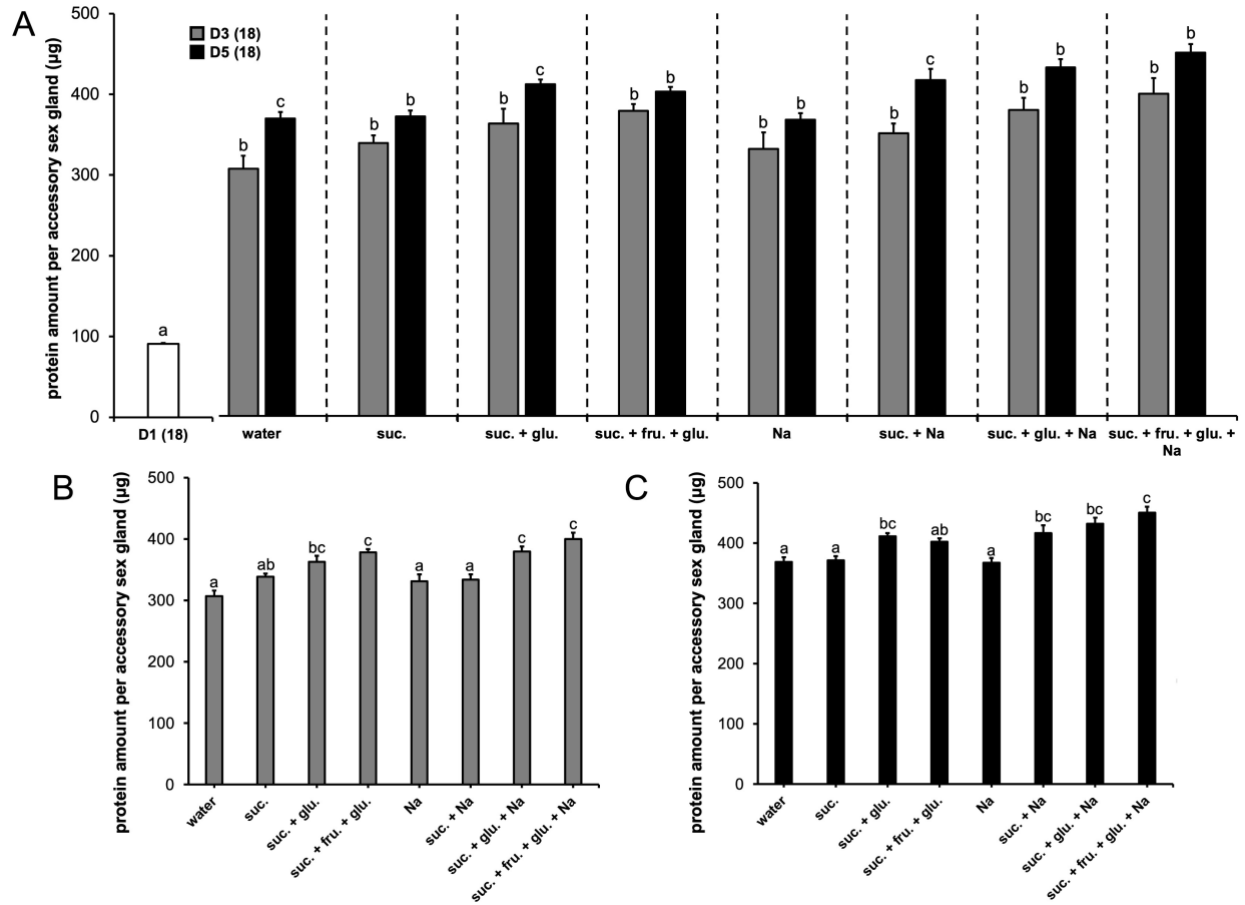 A
protein amount per accessory sex gland (µg)
500
400
300
200
100
0
D3 (18)
D5 (18)
a
b
c
b
b
b
c
b
b
b
b
b
c
b
b
b
b
D1 (18)
water
suc.
suc. + glu.
suc. + fru. + glu.
Na
suc. + Na
suc. + glu. + Na
suc. + fru. + glu. +
Na
B
protein amount per accessory sex gland (µg)
500
400
300
200
100
0
a
ab
bc
c
a
a
c
c
water
suc.
suc. + glu.
suc. + fru. + glu.
Na
suc. + Na
suc. + glu. + Na
suc. + fru. + glu. + Na
C
protein amount per accessory sex gland (µg)
500
400
300
200
100
0
a
a
bc
ab
a
bc
bc
c
water
suc.
suc. + glu.
suc. + fru. + glu.
Na
suc. + Na
suc. + glu. + Na
suc. + fru. + glu. + Na